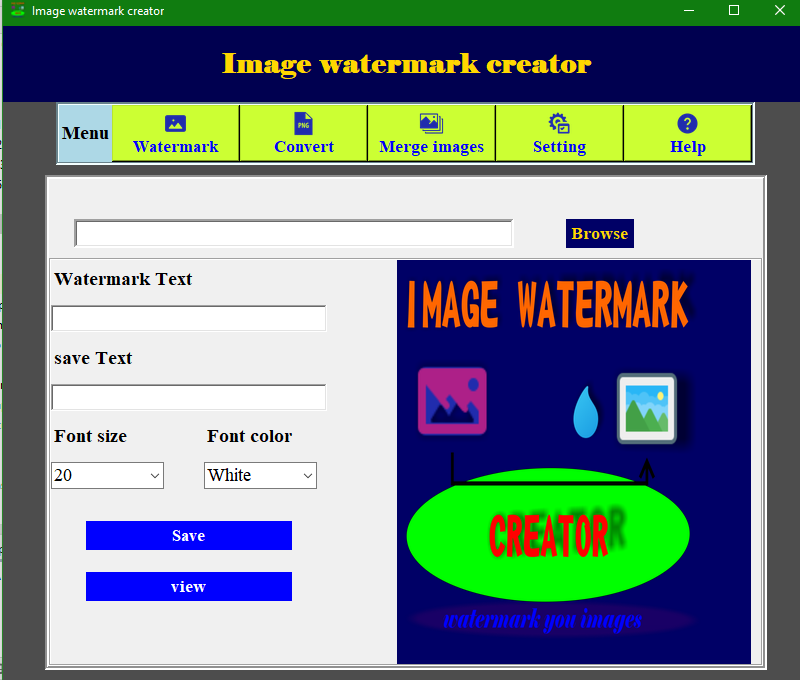 Image watermark creator
Image watermark creator
Menu
Watermark
PNG
Convert
Merge images
Setting
Help
Browse
Watermark Text
save Text
Font size
Font color
20
White
Save
view
IMAGE WATERMARK
CREATOR
watermark you images